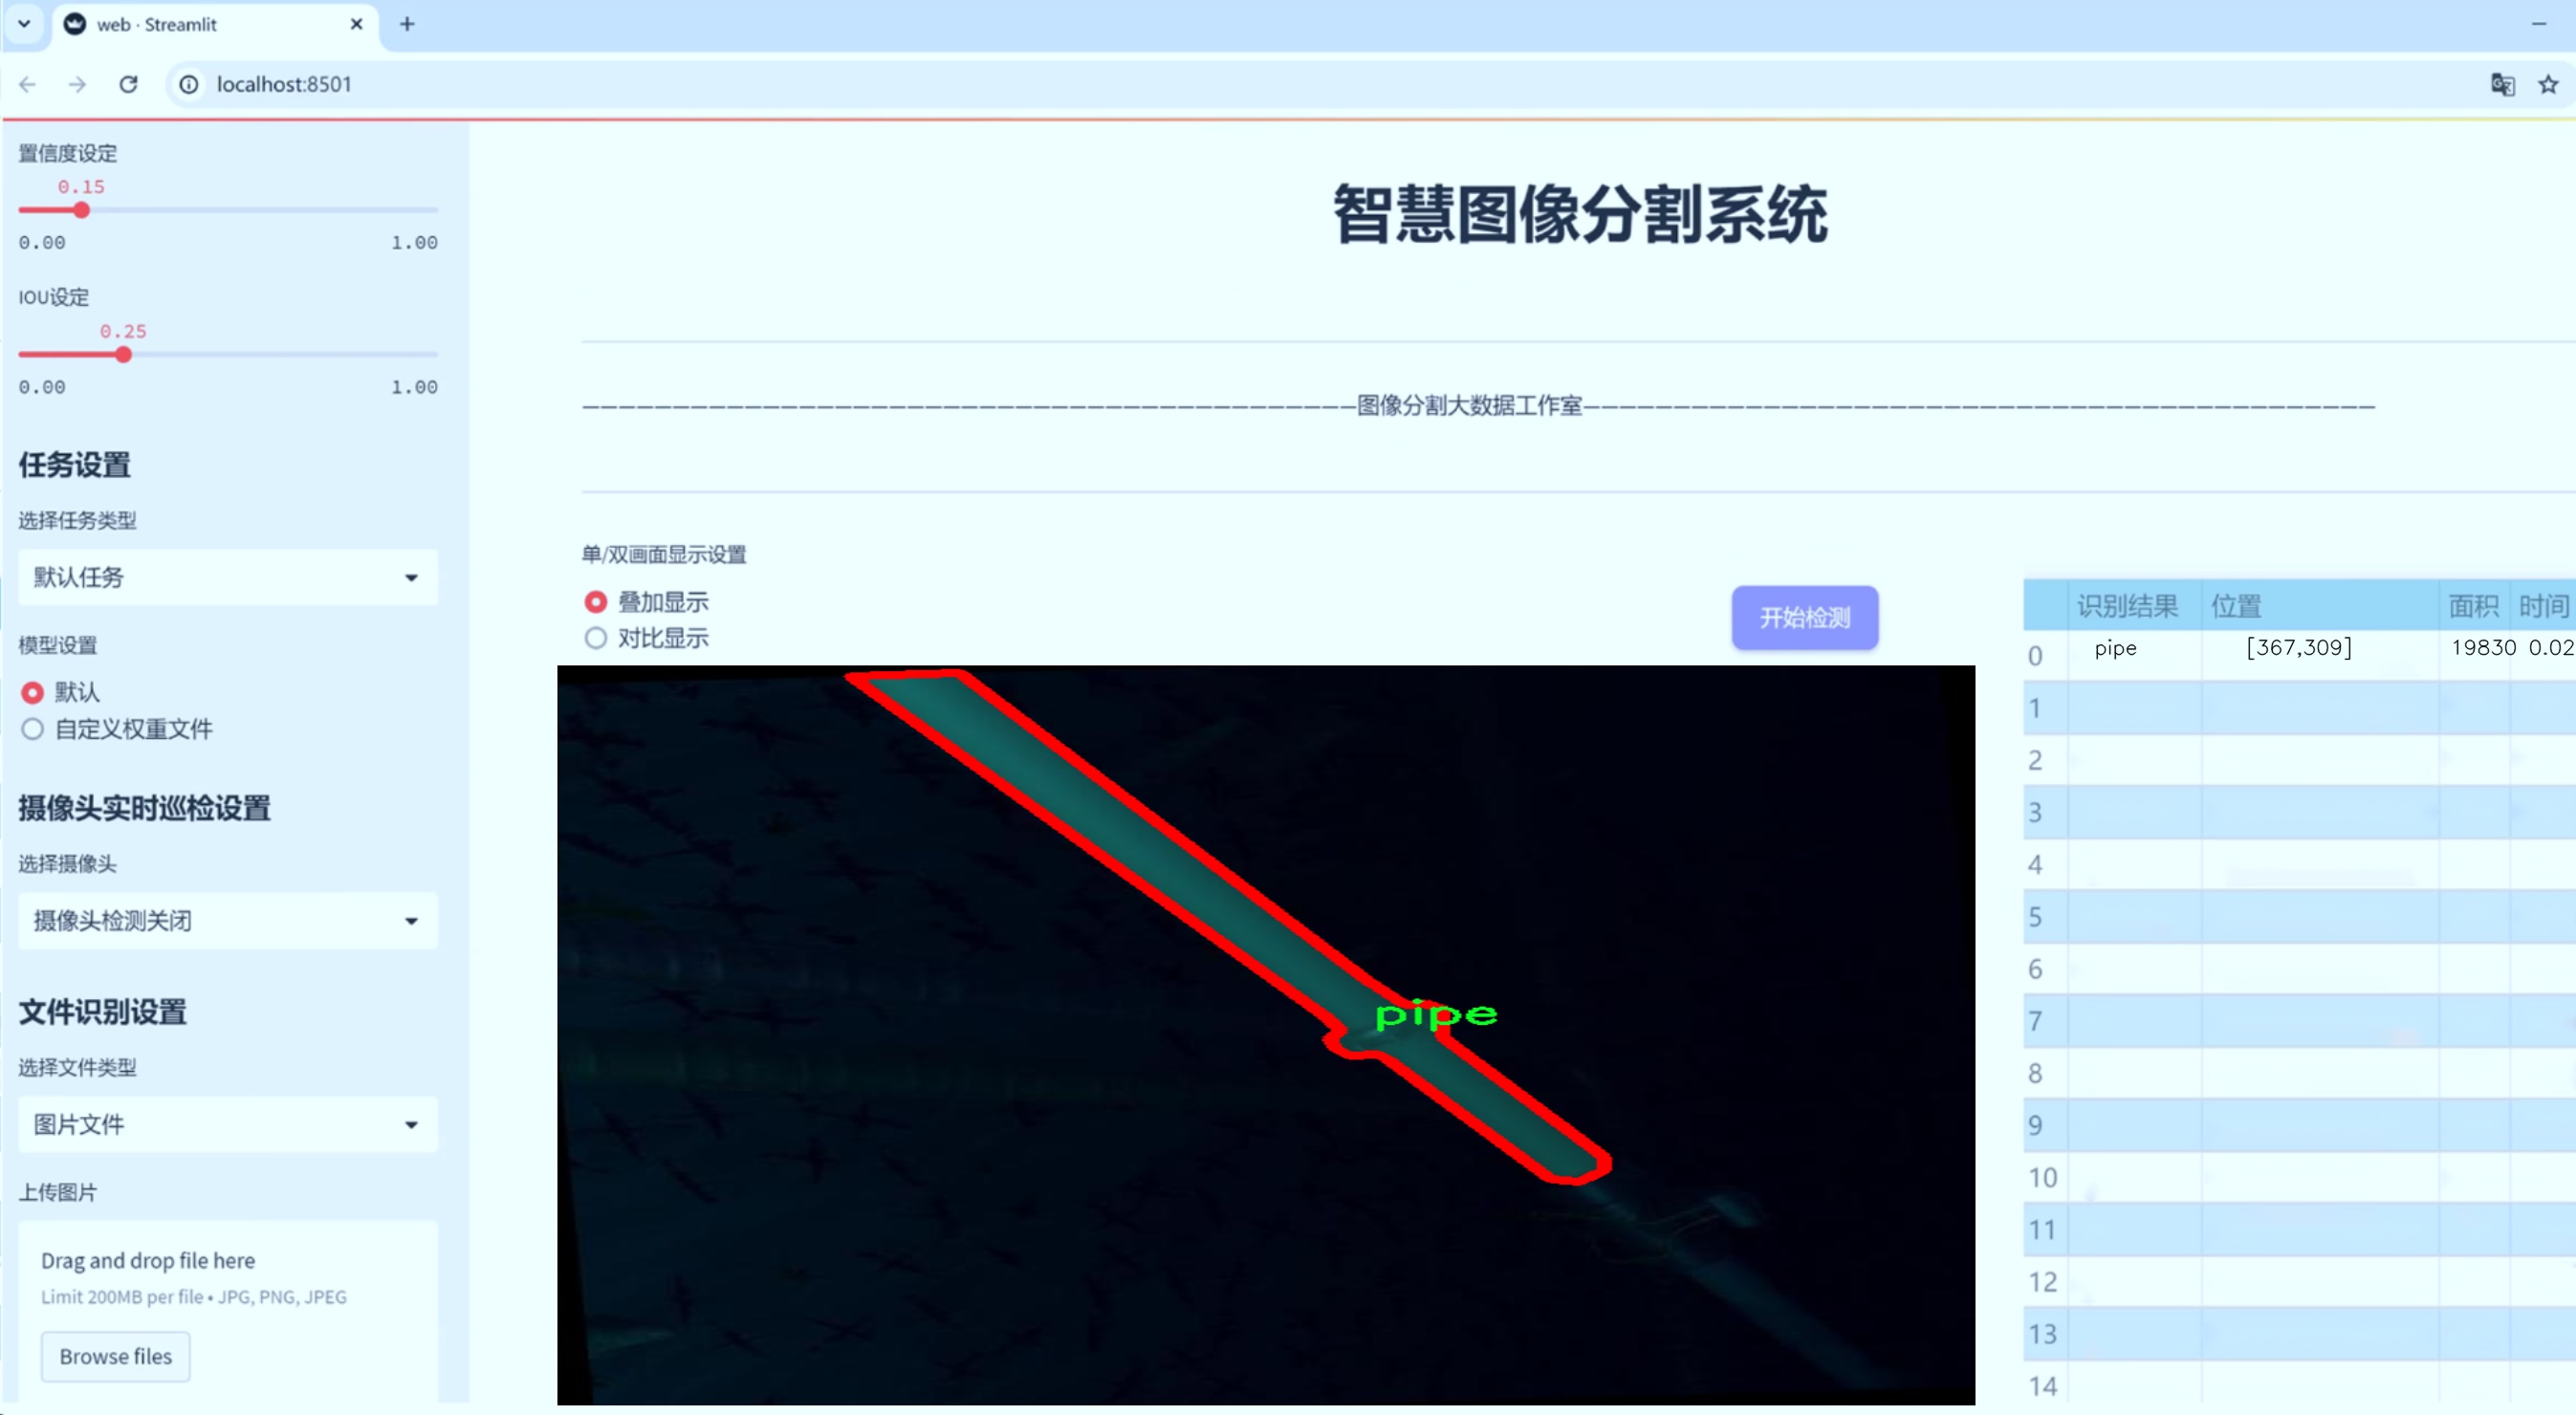 web · Streamlit
localhost:8501
置信度设定
0.15
0.00 1.00
IOU设定
0.25
0.00 1.00
任务设置
选择任务类型
默认任务
模型设置
默认
自定义权重文件
摄像头实时巡检设置
选择摄像头
摄像头检测关闭
文件识别设置
选择文件类型
图片文件
上传图片
Drag and drop file here
Limit 200MB per file • JPG, PNG, JPEG
Browse files
智慧图像分割系统
图像分割大数据工作室
单/双画面显示设置
叠加显示
对比显示
开始检测
pipe
识别结果 位置 面积 时间
0 pipe [367,309] 19830 0.02
1
2
3
4
5
6
7
8
9
10
11
12
13
14